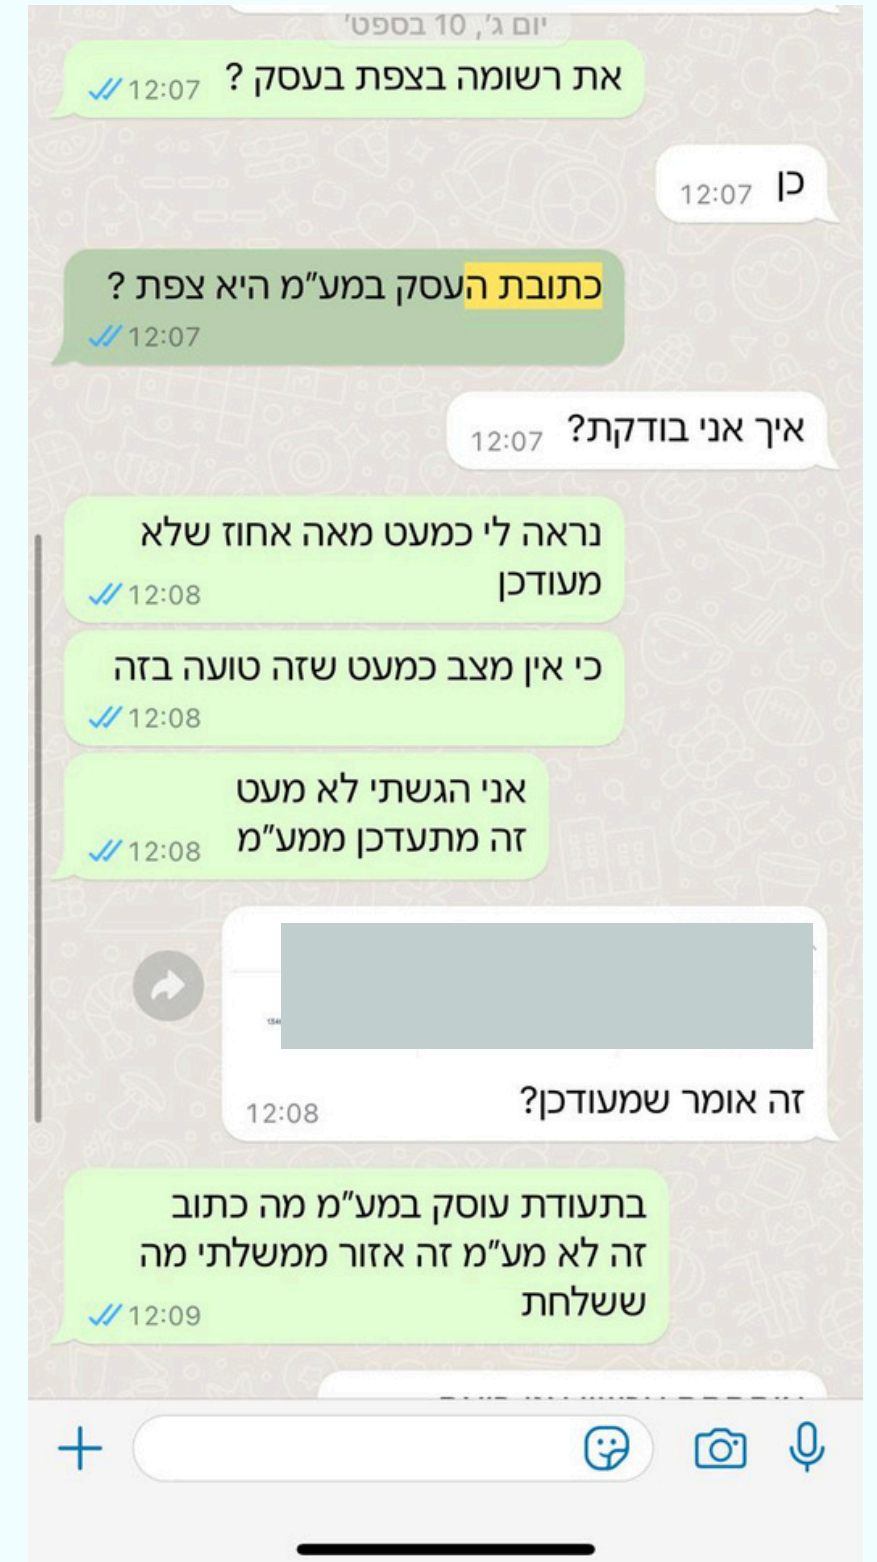 יום ג׳, 10 בספט׳
את רשומה בצפת בעסק ?
12:07
כן
12:07
כתובת העסק במע״מ היא צפת ?
12:07
איך אני בודקת?
12:07
נראה לי כמעט מאה אחוז שלא
מעודכן
12:08
כי אין מצב כמעט שזה טועה בזה
12:08
אני הגשתי לא מעט
זה מתעדכן ממע״מ
12:08
זה אומר שמעודכן?
12:08
בתעודת עוסק במע״מ מה כתוב
זה לא מע״מ זה אזור ממשלתי מה
ששלחת
12:09